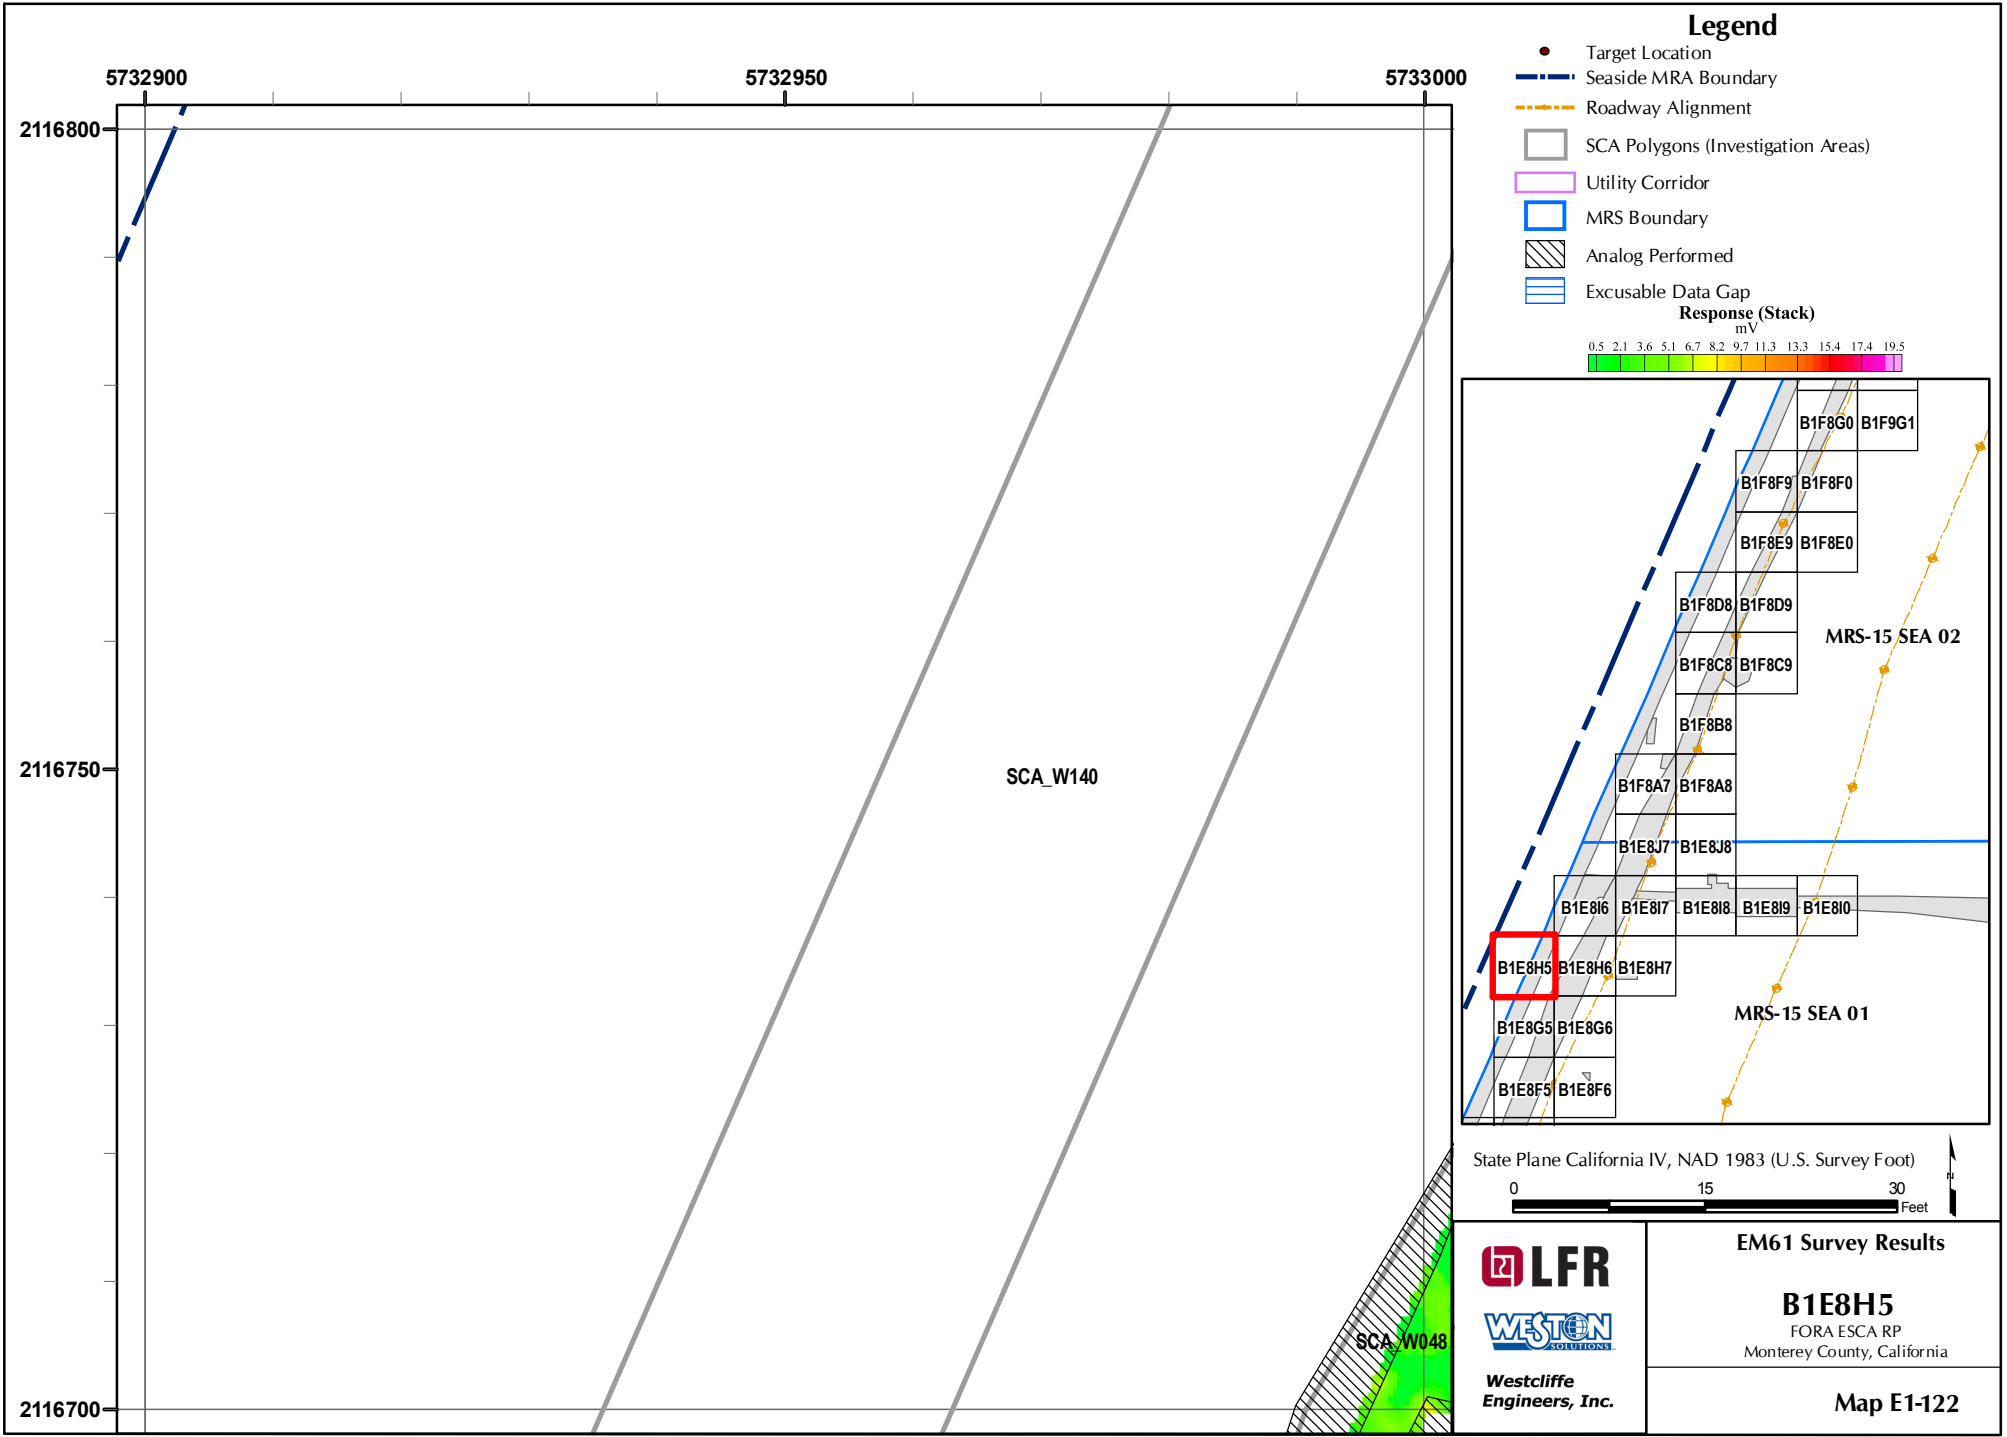 Legend
Target Location
Seaside MRA Boundary
Roadway Alignment
SCA Polygons (Investigation Areas)
Utility Corridor
MRS Boundary
Analog Performed
Excusable Data Gap
Response (Stack)
mV
0.5 2.1 3.6 5.1 6.7 8.2 9.7 11.3 13.3 15.4 17.4 19.5
5732900 5732950 5733000
2116800
2116750
2116700
SCA_W140
SCA_W048
B1F8G0 B1F9G1
B1F8F9 B1F8F0
B1F8E9 B1F8E0
B1F8D8 B1F8D9
MRS-15 SEA 02
B1F8C8 B1F8C9
B1F8B8
B1F8A7 B1F8A8
B1E8J7 B1E8J8
B1E8I6 B1E8I7 B1E8I8 B1E8I9 B1E8I0
B1E8H5 B1E8H6 B1E8H7
MRS-15 SEA 01
B1E8G5 B1E8G6
B1E8F5 B1E8F6
State Plane California IV, NAD 1983 (U.S. Survey Foot)
0 15 30
Feet
N
LFR
WESTON
SOLUTIONS
Westcliffe
Engineers, Inc.
EM61 Survey Results
B1E8H5
FORA ESCA RP
Monterey County, California
Map E1-122